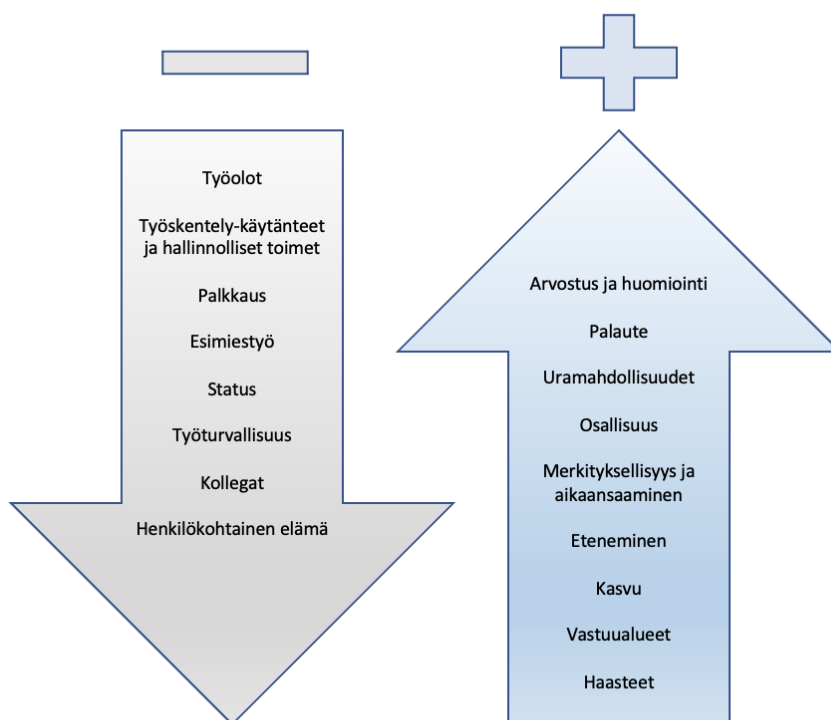 Työolot
Työskentely-käytänteet
ja hallinnolliset toimet
Palkkaus
Esimiestyö
Status
Työturvallisuus
Kollegat
Henkilökohtainen elämä
Arvostus ja huomiointi
Palaute
Uramahdollisuudet
Osallisuus
Merkityksellisyys ja
aikaansaaminen
Eteneminen
Kasvu
Vastuualueet
Haasteet